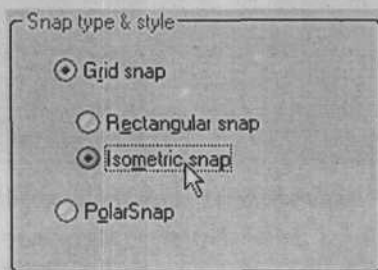 Snap type & style
Grid snap
Rectangular snap
Isometric snap
PolarSnap